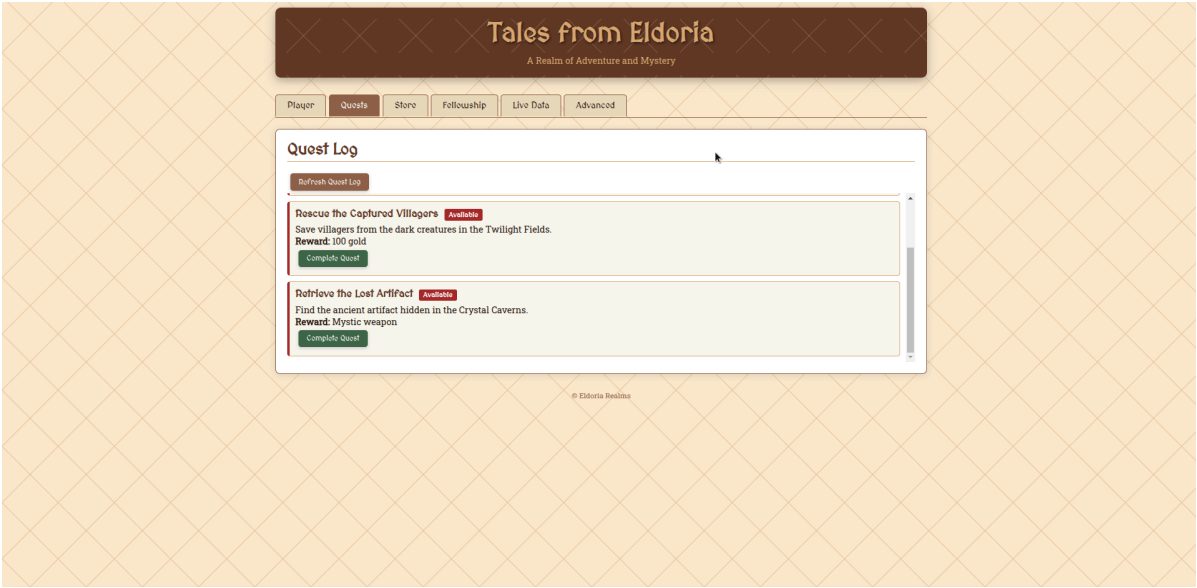 Tales from Eldoria
A Realm of Adventure and Mystery
Player Quests Store Fellowship Live Data Advanced
Quest Log
Refresh Quest Log
Rescue the Captured Villagers Available
Save villagers from the dark creatures in the Twilight Fields.
Reward: 100 gold
Complete Quest
Retrieve the Lost Artifact Available
Find the ancient artifact hidden in the Crystal Caverns.
Reward: Mystic weapon
Complete Quest
© Eldoria Realms